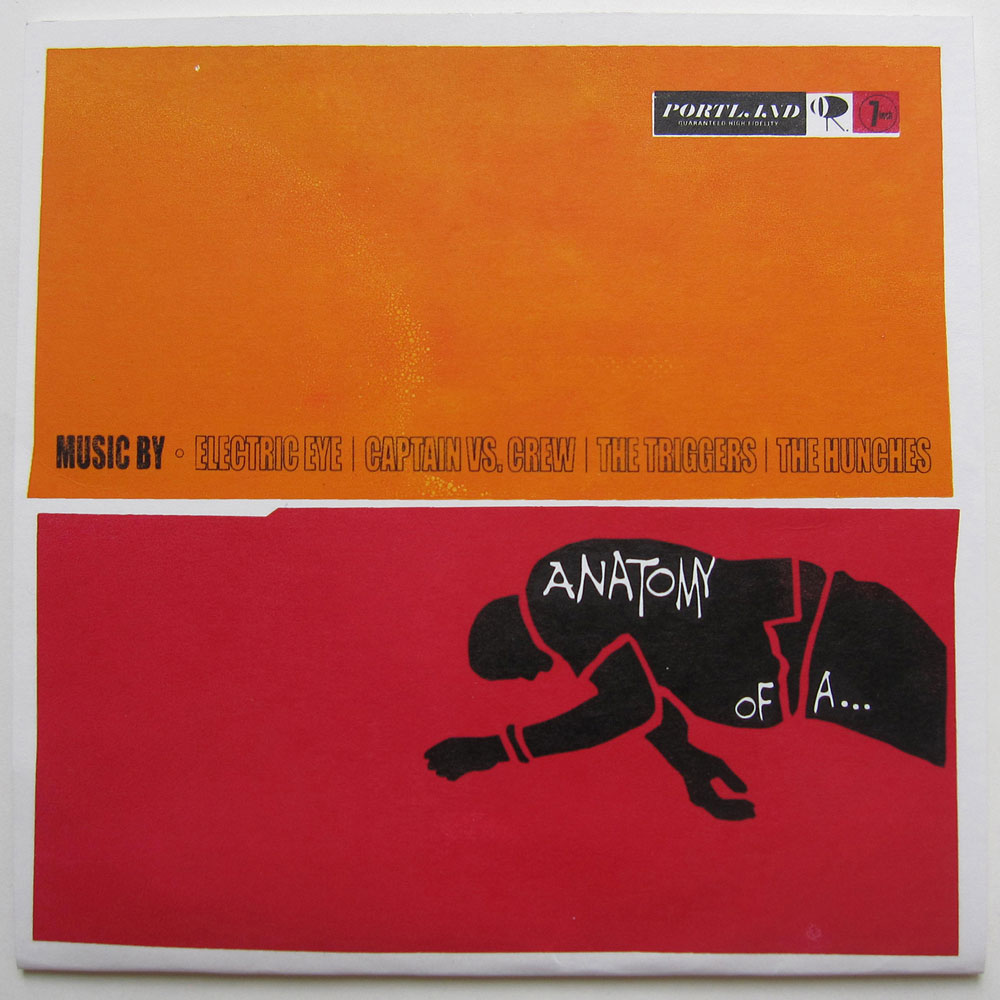 PORTLAND
GUARANTEED HIGH FIDELITY
MUSIC BY ◦ ELECTRIC EYE | CAPTAIN VS. CREW | THE TRIGGERS | THE HUNCHES
ANATOMY
OF A...